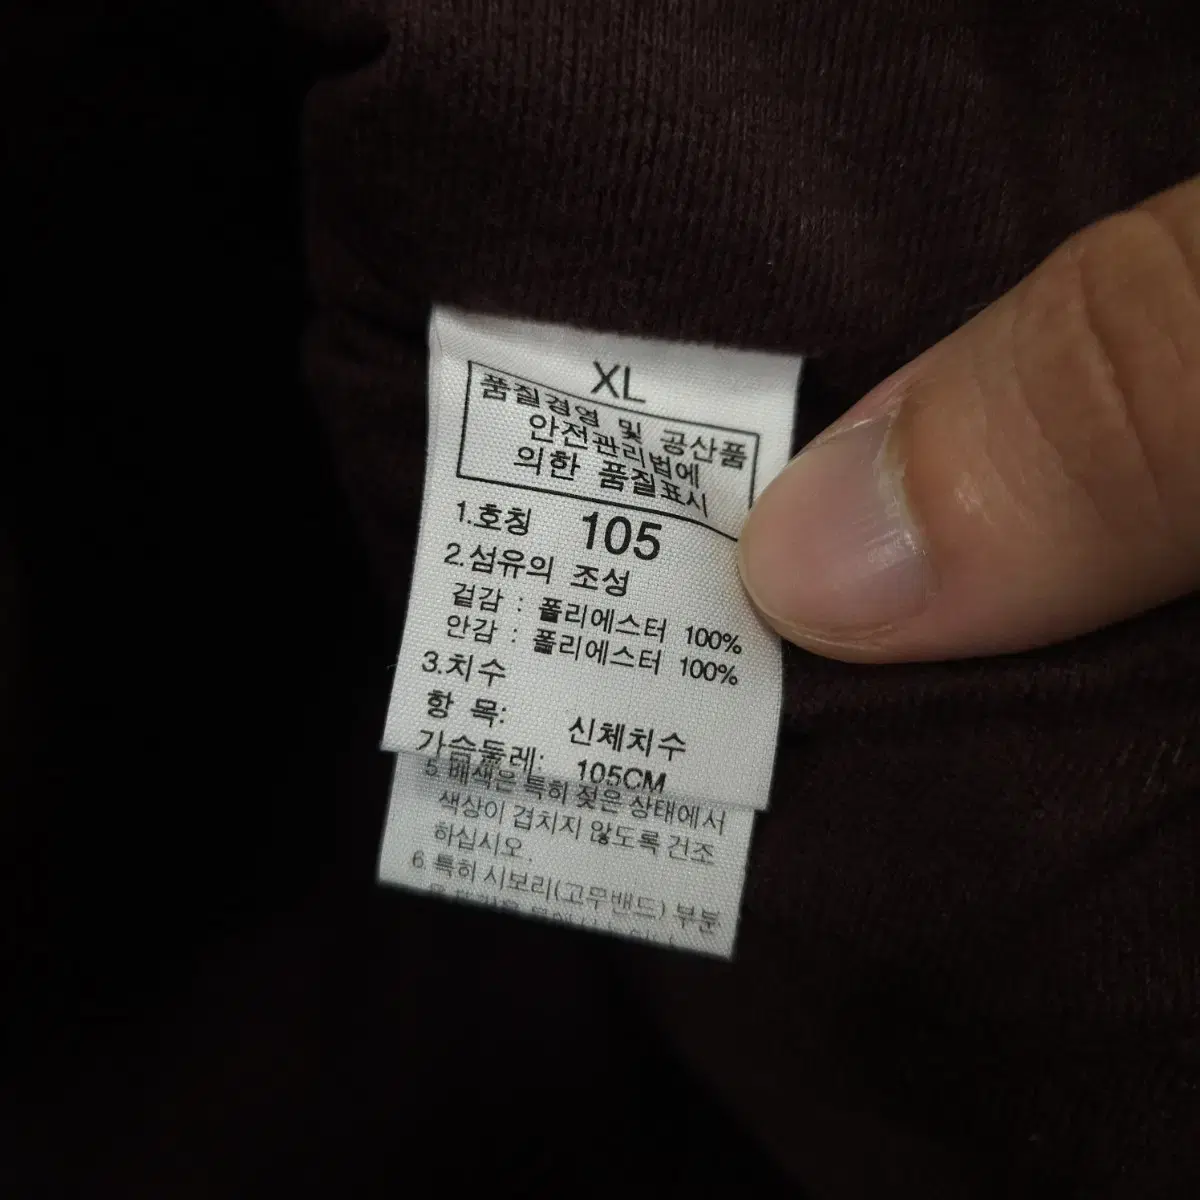 XL
품질경영 및 공산품
안전관리법에
의한 품질표시
1.호칭 105
2.섬유의 조성
겉감 : 폴리에스터 100%
안감 : 폴리에스터 100%
3.치수
항 목: 신체치수
가슴둘레: 105CM
5.배색은 특히 젖은 상태에서
색상이 겹치지 않도록 건조
하십시오.
6.특히 시보리(고무밴드) 부분